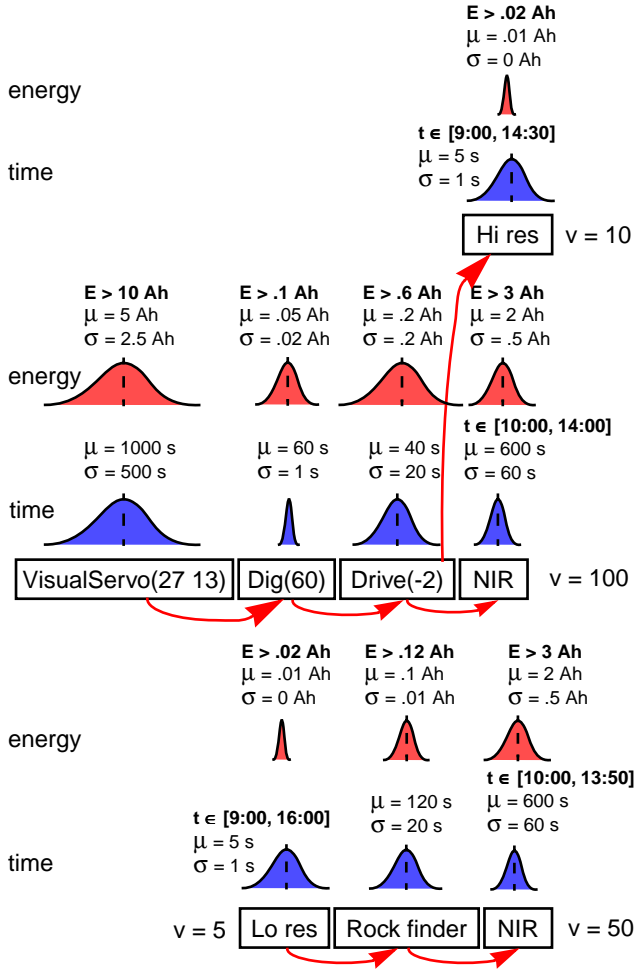 E > .02 Ah
μ = .01 Ah
σ = 0 Ah
energy
t ∈ [9:00, 14:30]
μ = 5 s
σ = 1 s
time
Hi res
v = 10
E > 10 Ah
μ = 5 Ah
σ = 2.5 Ah
E > .1 Ah
μ = .05 Ah
σ = .02 Ah
E > .6 Ah
μ = .2 Ah
σ = .2 Ah
E > 3 Ah
μ = 2 Ah
σ = .5 Ah
energy
μ = 1000 s
σ = 500 s
μ = 60 s
σ = 1 s
μ = 40 s
σ = 20 s
t ∈ [10:00, 14:00]
μ = 600 s
σ = 60 s
time
VisualServo(27 13)
Dig(60)
Drive(-2)
NIR
v = 100
E > .02 Ah
μ = .01 Ah
σ = 0 Ah
E > .12 Ah
μ = .1 Ah
σ = .01 Ah
E > 3 Ah
μ = 2 Ah
σ = .5 Ah
energy
t ∈ [9:00, 16:00]
μ = 5 s
σ = 1 s
μ = 120 s
σ = 20 s
t ∈ [10:00, 13:50]
μ = 600 s
σ = 60 s
time
v = 5
Lo res
Rock finder
NIR
v = 50